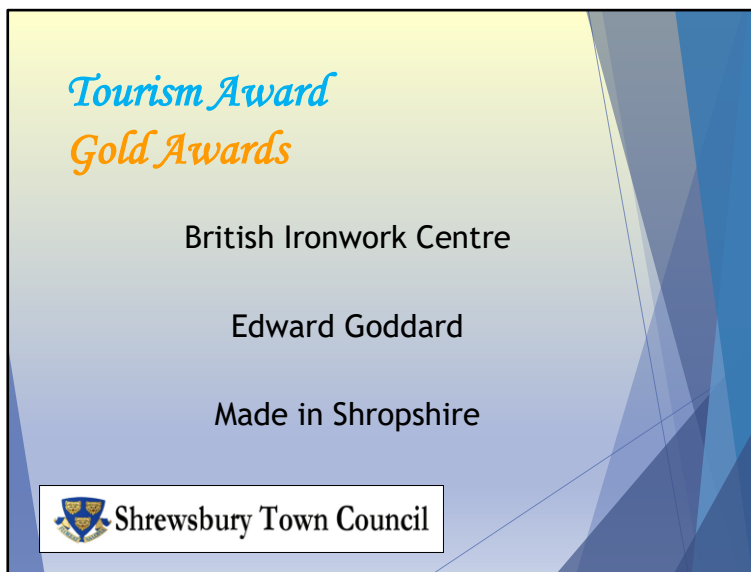 Tourism Award
Gold Awards
British Ironwork Centre
Edward Goddard
Made in Shropshire
Shrewsbury Town Council